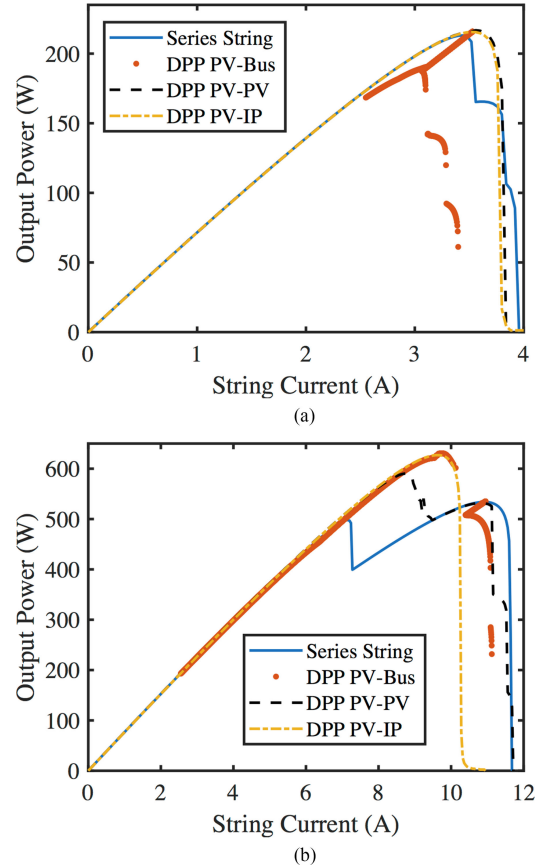 200
150
100
50
0
Output Power (W)
Series String
DPP PV-Bus
DPP PV-PV
DPP PV-IP
0 1 2 3 4
String Current (A)
(a)
600
500
400
300
200
100
0
Output Power (W)
Series String
DPP PV-Bus
DPP PV-PV
DPP PV-IP
0 2 4 6 8 10 12
String Current (A)
(b)